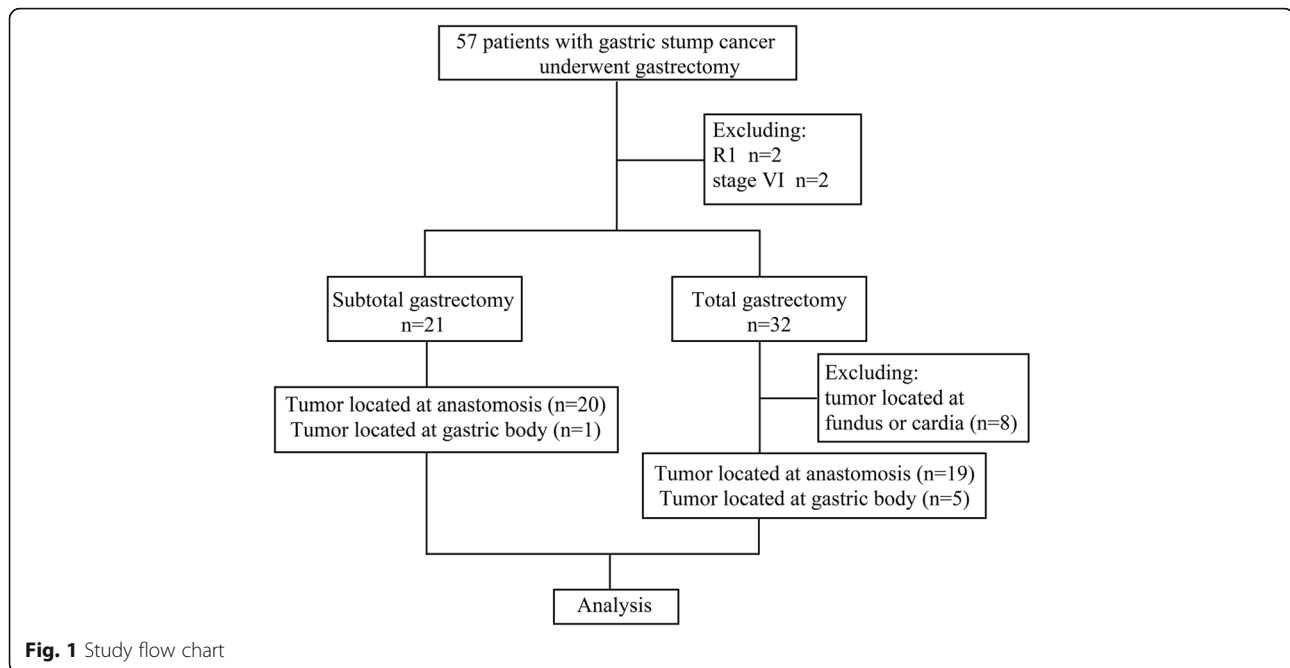 57 patients with gastric stump cancer
underwent gastrectomy
Excluding:
R1 n=2
stage VI n=2
Subtotal gastrectomy
n=21
Total gastrectomy
n=32
Excluding:
tumor located at
fundus or cardia (n=8)
Tumor located at anastomosis (n=20)
Tumor located at gastric body (n=1)
Tumor located at anastomosis (n=19)
Tumor located at gastric body (n=5)
Analysis
Fig. 1 Study flow chart